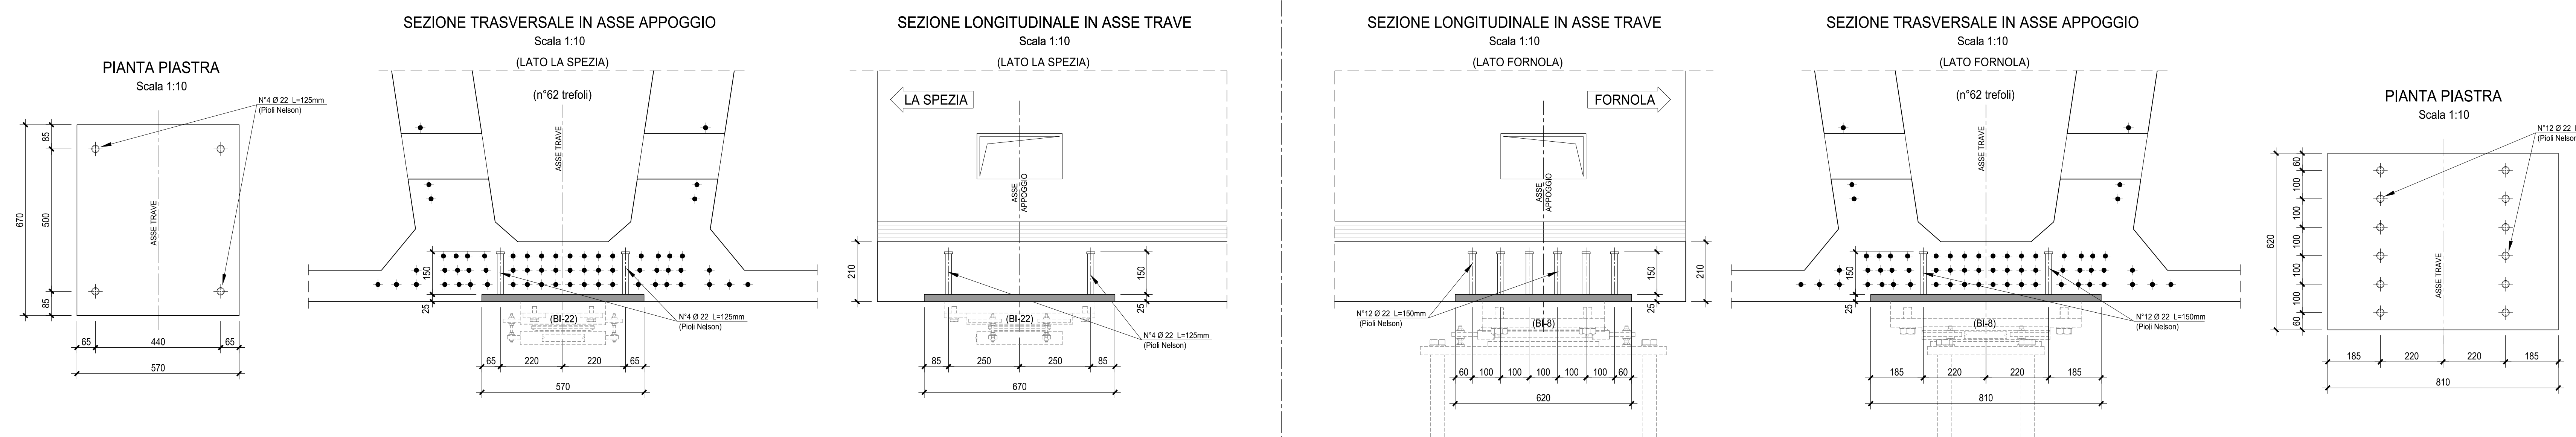 PIANTA PIASTRA
Scala 1:10
N°4 Ø 22 L=125mm
(Pioli Nelson)
ASSE TRAVE
85
500
85
670
65
440
65
570
SEZIONE TRASVERSALE IN ASSE APPOGGIO
Scala 1:10
(LATO LA SPEZIA)
(n°62 trefoli)
ASSE TRAVE
150
25
(BI-22)
N°4 Ø 22 L=125mm
(Pioli Nelson)
65
220
220
65
570
SEZIONE LONGITUDINALE IN ASSE TRAVE
Scala 1:10
(LATO LA SPEZIA)
LA SPEZIA
ASSE
APPOGGIO
210
150
25
(BI-22)
N°4 Ø 22 L=125mm
(Pioli Nelson)
85
250
250
85
670
SEZIONE LONGITUDINALE IN ASSE TRAVE
Scala 1:10
(LATO FORNOLA)
FORNOLA
ASSE
APPOGGIO
150
210
25
N°12 Ø 22 L=150mm
(Pioli Nelson)
(BI-8)
60
100
100
100
100
100
60
620
SEZIONE TRASVERSALE IN ASSE APPOGGIO
Scala 1:10
(LATO FORNOLA)
(n°62 trefoli)
ASSE TRAVE
150
25
(BI-8)
N°12 Ø 22 L=150mm
(Pioli Nelson)
185
220
220
185
810
PIANTA PIASTRA
Scala 1:10
N°12 Ø 22
(Pioli Nelson
ASSE TRAVE
60
100
100
100
100
100
60
620
185
220
220
185
810